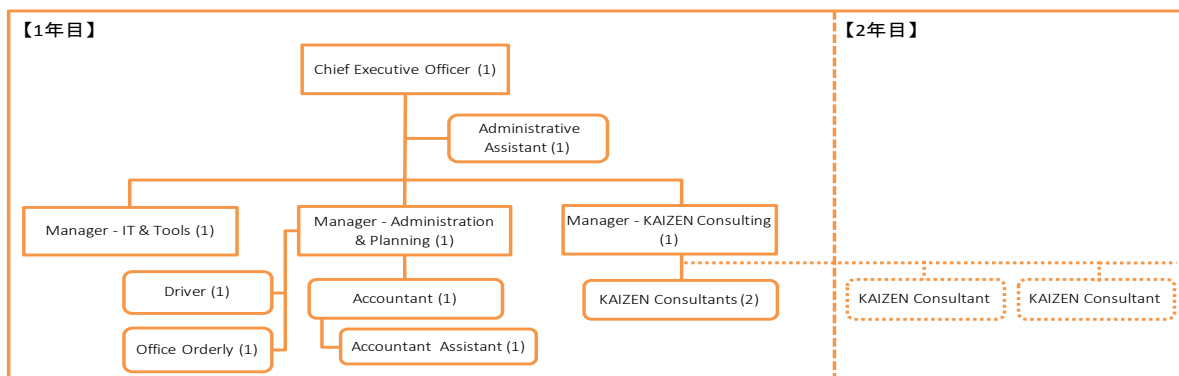 【1年目】
【2年目】
Chief Executive Officer (1)
Administrative
Assistant (1)
Manager - IT & Tools (1)
Manager - Administration
& Planning (1)
Manager - KAIZEN Consulting
(1)
Driver (1)
Accountant (1)
KAIZEN Consultants (2)
KAIZEN Consultant
KAIZEN Consultant
Office Orderly (1)
Accountant Assistant (1)